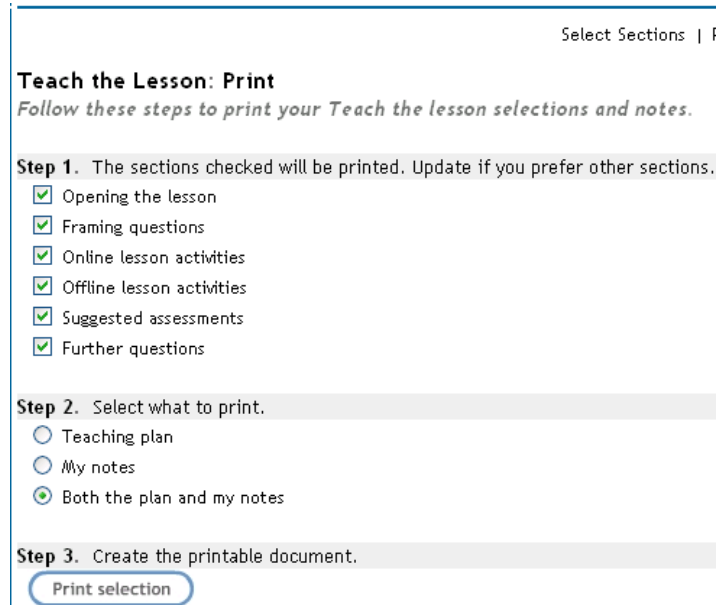 Select Sections |
Teach the Lesson: Print
Follow these steps to print your Teach the lesson selections and notes.
Step 1. The sections checked will be printed. Update if you prefer other sections.
Opening the lesson
Framing questions
Online lesson activities
Offline lesson activities
Suggested assessments
Further questions
Step 2. Select what to print.
Teaching plan
My notes
Both the plan and my notes
Step 3. Create the printable document.
Print selection